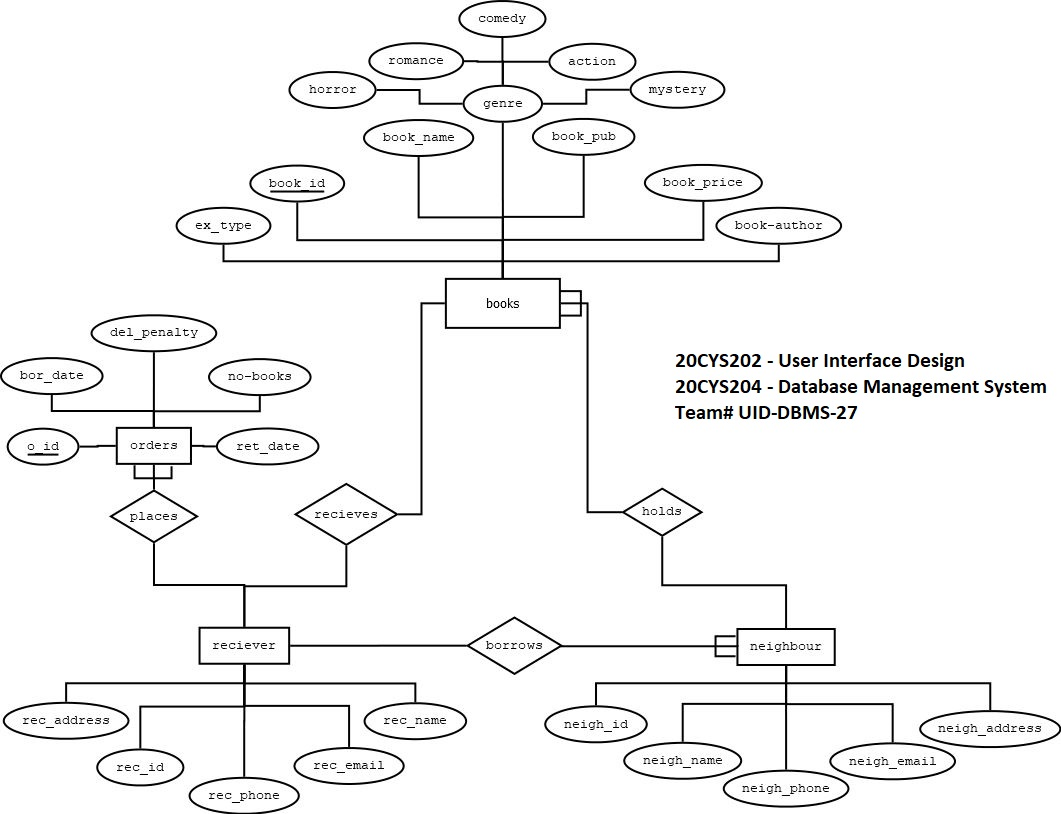 comedy
romance
action
horror
genre
mystery
book_name
book_pub
book_id
book_price
ex_type
book-author
books
del_penalty
bor_date
no-books
20CYS202 - User Interface Design
20CYS204 - Database Management System
Team# UID-DBMS-27
o_id
orders
ret_date
places
recieves
holds
reciever
borrows
neighbour
rec_address
rec_name
neigh_id
neigh_address
rec_id
rec_email
neigh_name
neigh_email
rec_phone
neigh_phone